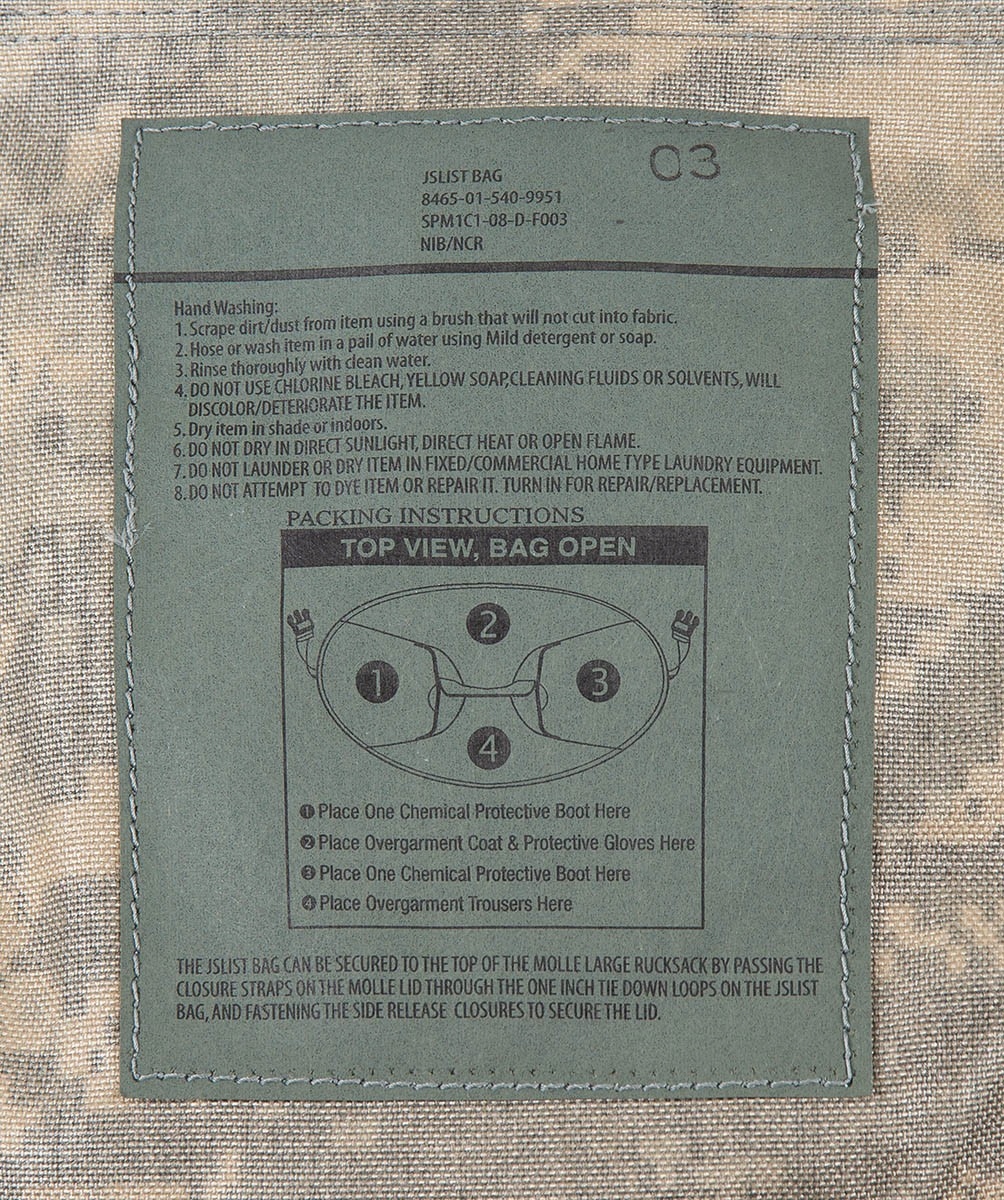 03
JSLIST BAG
8465-01-540-9951
SPM1C1-08-D-F003
NIB/NCR
Hand Washing:
1. Scrape dirt/dust from item using a brush that will not cut into fabric.
2. Hose or wash item in a pail of water using Mild detergent or soap.
3. Rinse thoroughly with clean water.
4. DO NOT USE CHLORINE BLEACH, YELLOW SOAP,CLEANING FLUIDS OR SOLVENTS, WILL
DISCOLOR/DETERIORATE THE ITEM.
5. Dry item in shade or indoors.
6. DO NOT DRY IN DIRECT SUNLIGHT, DIRECT HEAT OR OPEN FLAME.
7. DO NOT LAUNDER OR DRY ITEM IN FIXED/COMMERCIAL HOME TYPE LAUNDRY EQUIPMENT.
8. DO NOT ATTEMPT TO DYE ITEM OR REPAIR IT. TURN IN FOR REPAIR/REPLACEMENT.
PACKING INSTRUCTIONS
TOP VIEW, BAG OPEN
2
1
3
4
❶ Place One Chemical Protective Boot Here
❷ Place Overgarment Coat & Protective Gloves Here
❸ Place One Chemical Protective Boot Here
❹ Place Overgarment Trousers Here
THE JSLIST BAG CAN BE SECURED TO THE TOP OF THE MOLLE LARGE RUCKSACK BY PASSING THE
CLOSURE STRAPS ON THE MOLLE LID THROUGH THE ONE INCH TIE DOWN LOOPS ON THE JSLIST
BAG, AND FASTENING THE SIDE RELEASE CLOSURES TO SECURE THE LID.